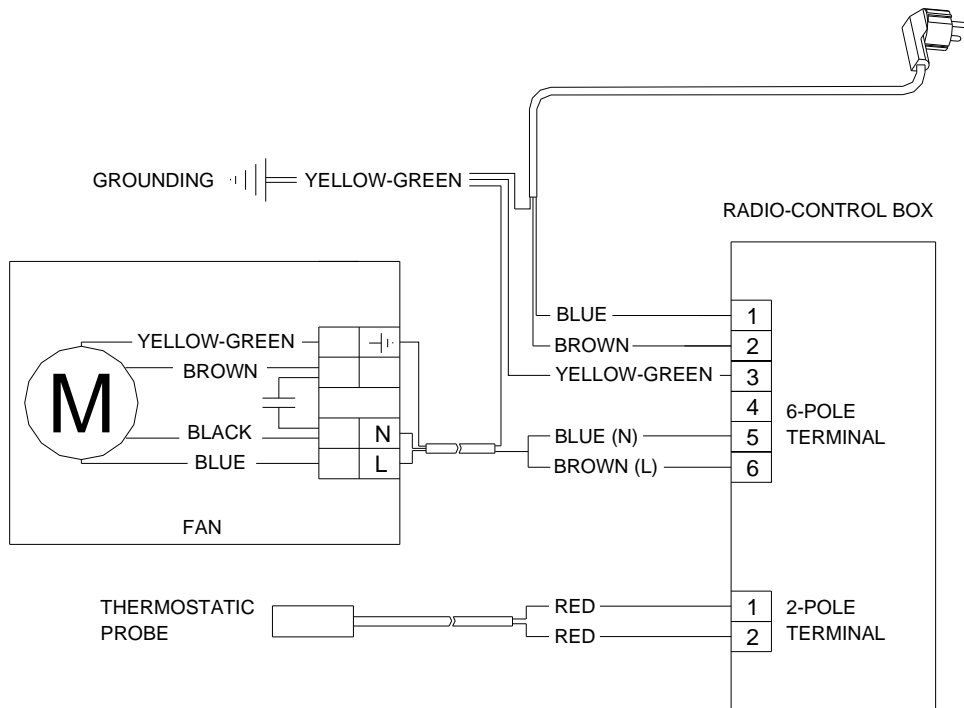 GROUNDING
YELLOW-GREEN
RADIO-CONTROL BOX
BLUE
1
BROWN
2
YELLOW-GREEN
3
4
6-POLE
TERMINAL
BLUE (N)
5
BROWN (L)
6
YELLOW-GREEN
BROWN
M
BLACK
N
BLUE
L
FAN
THERMOSTATIC
PROBE
RED
1
2-POLE
TERMINAL
RED
2